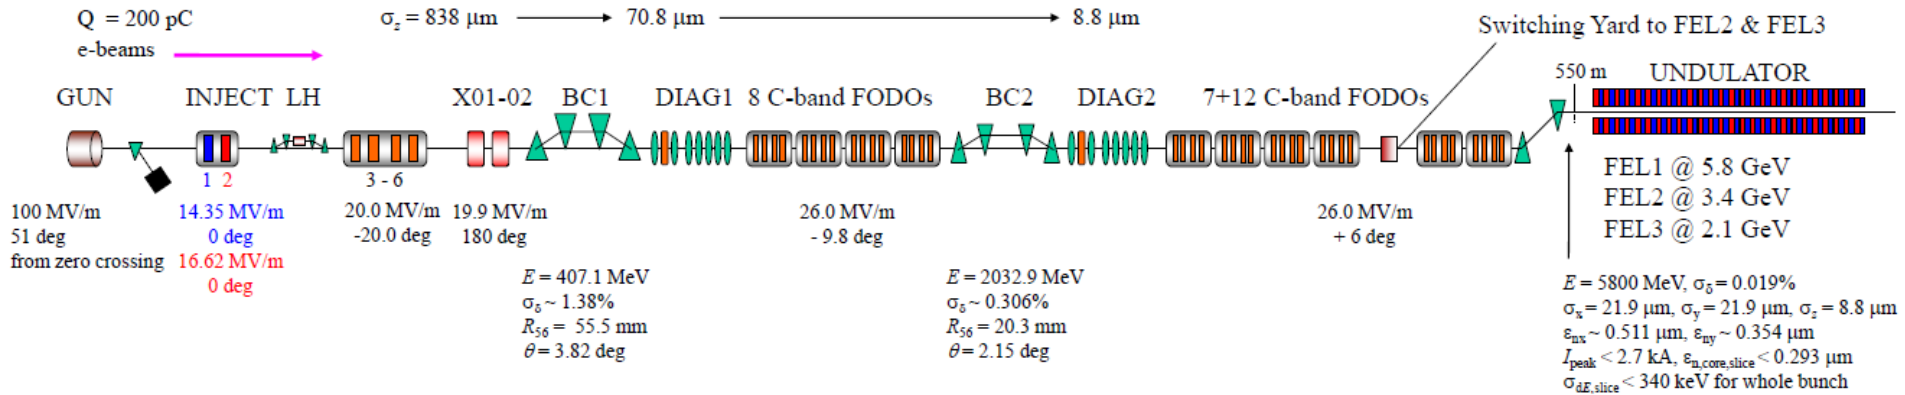 Q = 200 pC
σz = 838 μm
70.8 μm
8.8 μm
Switching Yard to FEL2 & FEL3
e-beams
550 m
UNDULATOR
GUN
INJECT
LH
X01-02
BC1
DIAG1
8 C-band FODOs
BC2
DIAG2
7+12 C-band FODOs
1
2
3 - 6
100 MV/m
51 deg
from zero crossing
14.35 MV/m
0 deg
16.62 MV/m
0 deg
20.0 MV/m
-20.0 deg
19.9 MV/m
180 deg
26.0 MV/m
- 9.8 deg
26.0 MV/m
+ 6 deg
FEL1 @ 5.8 GeV
FEL2 @ 3.4 GeV
FEL3 @ 2.1 GeV
E = 407.1 MeV
σδ ~ 1.38%
R56 = 55.5 mm
θ = 3.82 deg
E = 2032.9 MeV
σδ ~ 0.306%
R56 = 20.3 mm
θ = 2.15 deg
E = 5800 MeV, σδ = 0.019%
σx = 21.9 μm, σy = 21.9 μm, σz = 8.8 μm
εnx ~ 0.511 μm, εny ~ 0.354 μm
Ipeak < 2.7 kA, εn,core,slice < 0.293 μm
σdE,slice < 340 keV for whole bunch